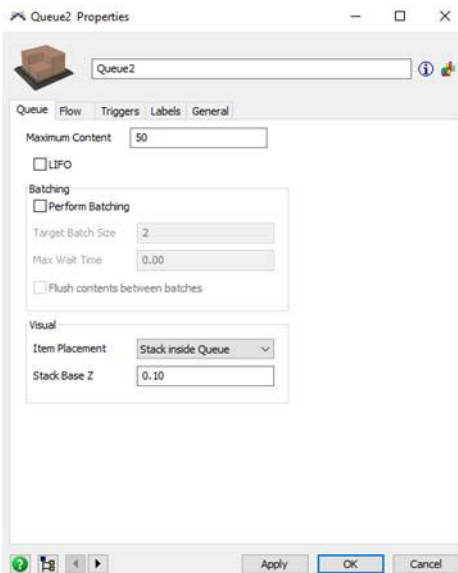 Queue2 Properties
Queue2
Queue Flow Triggers Labels General
Maximum Content 50
LIFO
Batching
Perform Batching
Target Batch Size 2
Max Wait Time 0.00
Flush contents between batches
Visual
Item Placement Stack inside Queue
Stack Base Z 0.10
Apply OK Cancel